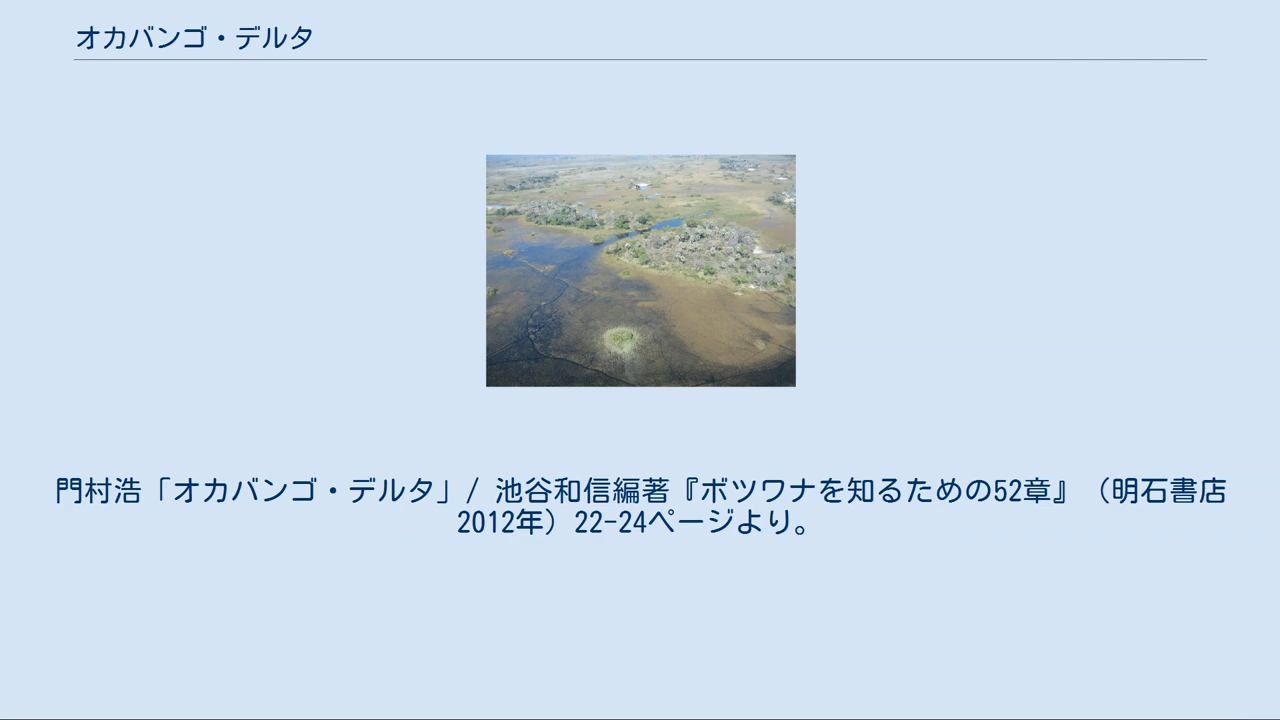 オカバンゴ・デルタ
門村浩「オカバンゴ・デルタ」/ 池谷和信編著『ボツワナを知るための52章』（明石書店
2012年）22-24ページより。